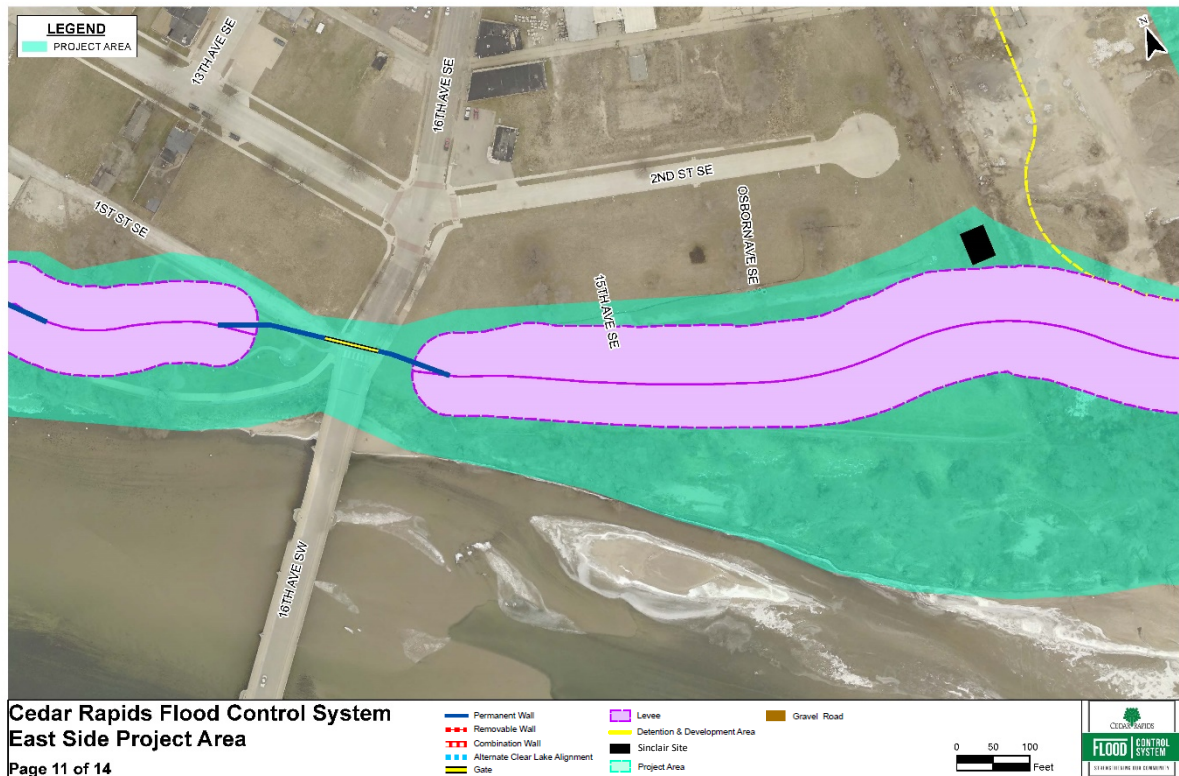 LEGEND
PROJECT AREA
N
13TH AVE SE
16TH AVE SE
2ND ST SE
1ST ST SE
OSBORN AVE SE
15TH AVE SE
16TH AVE SW
Cedar Rapids Flood Control System
East Side Project Area
Page 11 of 14
Permanent Wall
Removable Wall
Combination Wall
Alternate Clear Lake Alignment
Gate
Levee
Detention & Development Area
Sinclair Site
Project Area
Gravel Road
0 50 100
Feet
CEDAR RAPIDS
FLOOD CONTROL
SYSTEM
STRENGTHENING OUR COMMUNITY